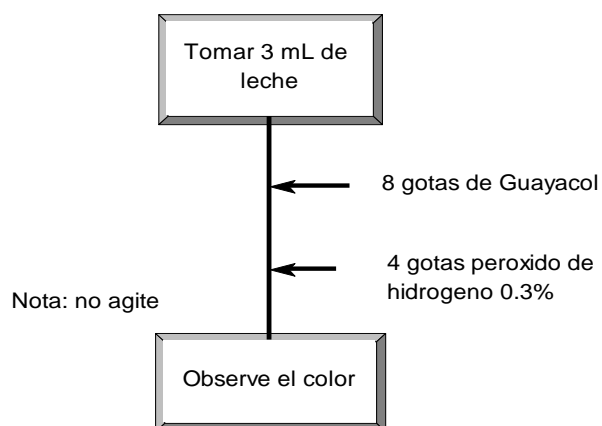 Tomar 3 mL de
leche
8 gotas de Guayacol
4 gotas peroxido de
hidrogeno 0.3%
Nota: no agite
Observe el color